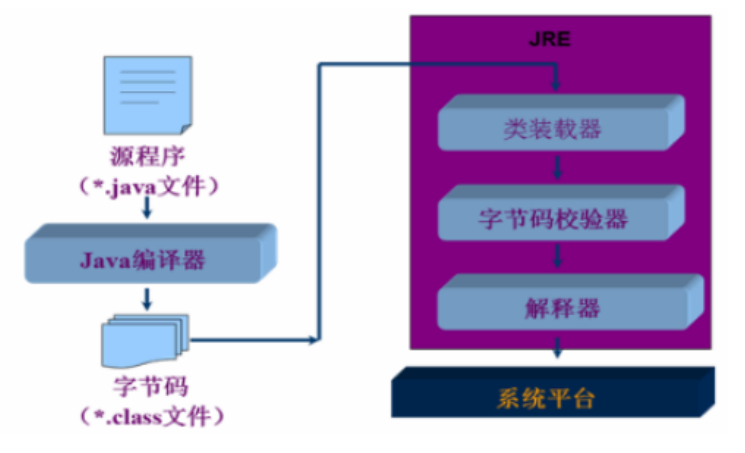 源程序
（*.java文件）
Java编译器
字节码
（*.class文件）
JRE
类装载器
字节码校验器
解释器
系统平台